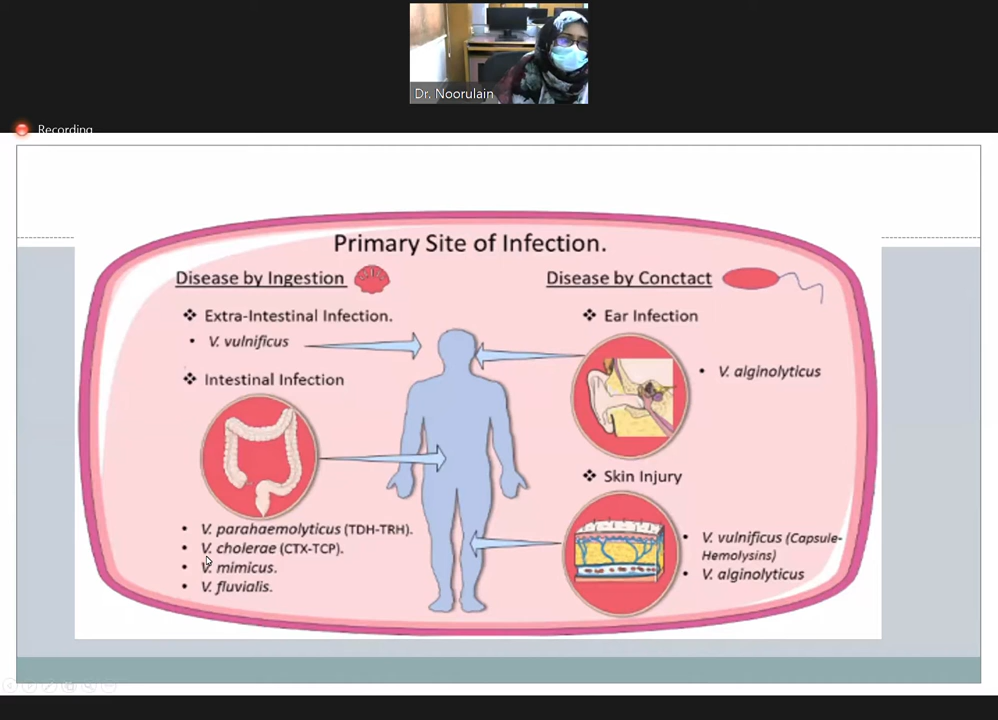 Dr. Noorulain
Recording
Primary Site of Infection.
Disease by Ingestion
❖ Extra-Intestinal Infection.
• V. vulnificus
❖ Intestinal Infection
• V. parahaemolyticus (TDH-TRH).
• V. cholerae (CTX-TCP).
• V. mimicus.
• V. fluvialis.
Disease by Conctact
❖ Ear Infection
• V. alginolyticus
❖ Skin Injury
• V. vulnificus (Capsule-
Hemolysins)
• V. alginolyticus